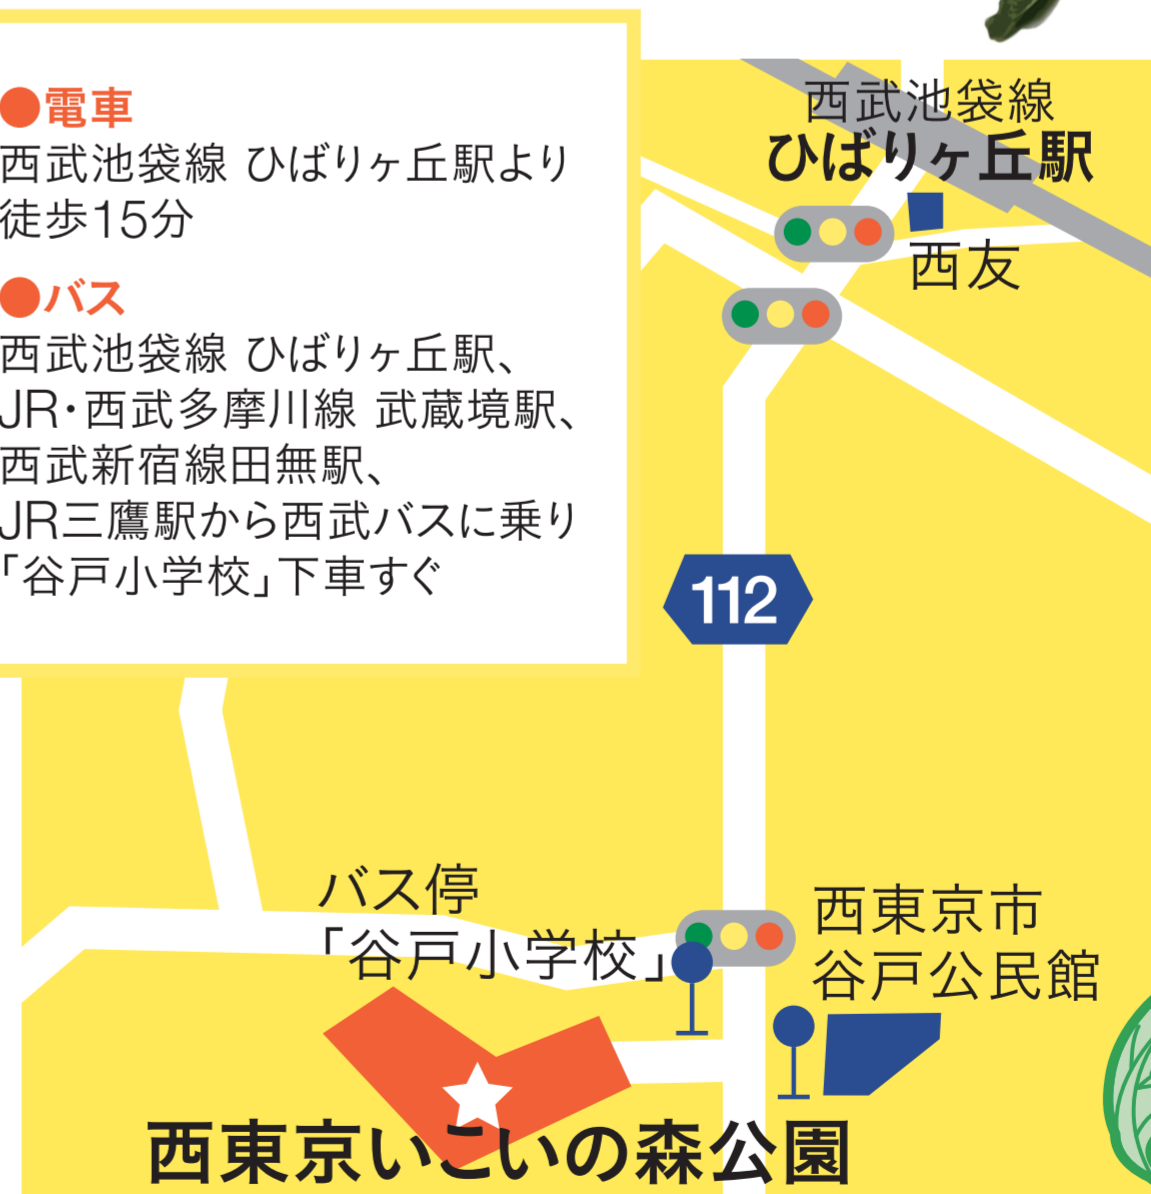 ●電車
西武池袋線 ひばりヶ丘駅より
徒歩15分
●バス
西武池袋線 ひばりヶ丘駅、
JR・西武多摩川線 武蔵境駅、
西武新宿線田無駅、
JR三鷹駅から西武バスに乗り
「谷戸小学校」下車すぐ
西武池袋線
ひばりヶ丘駅
西友
112
バス停
「谷戸小学校」
西東京市
谷戸公民館
西東京いこいの森公園